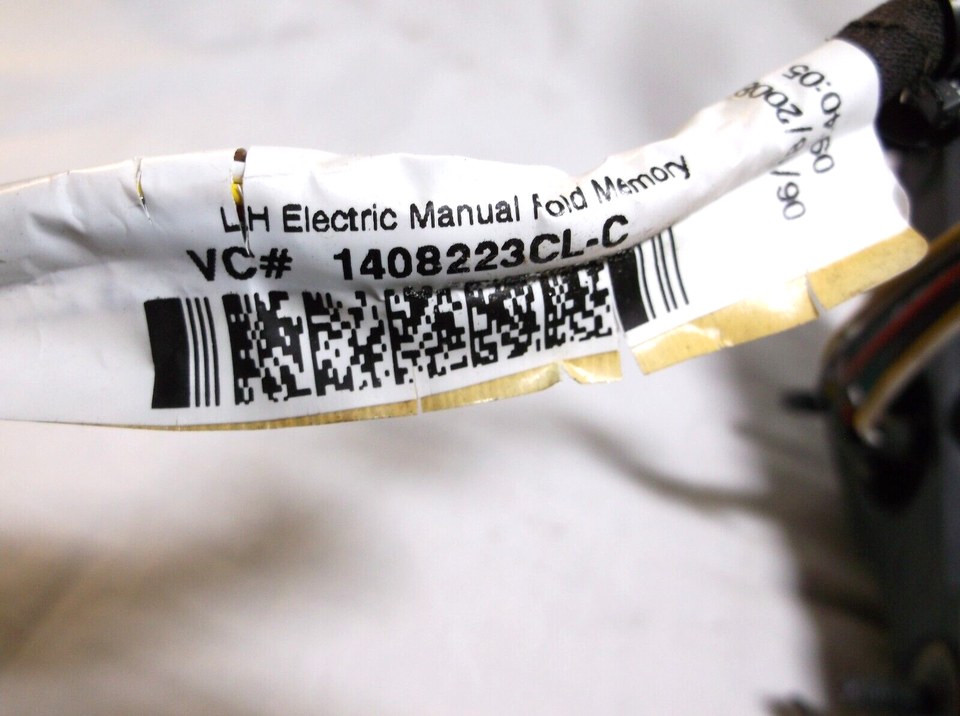 LH Electric Manual Fold Memory
VC# 1408223CL-C